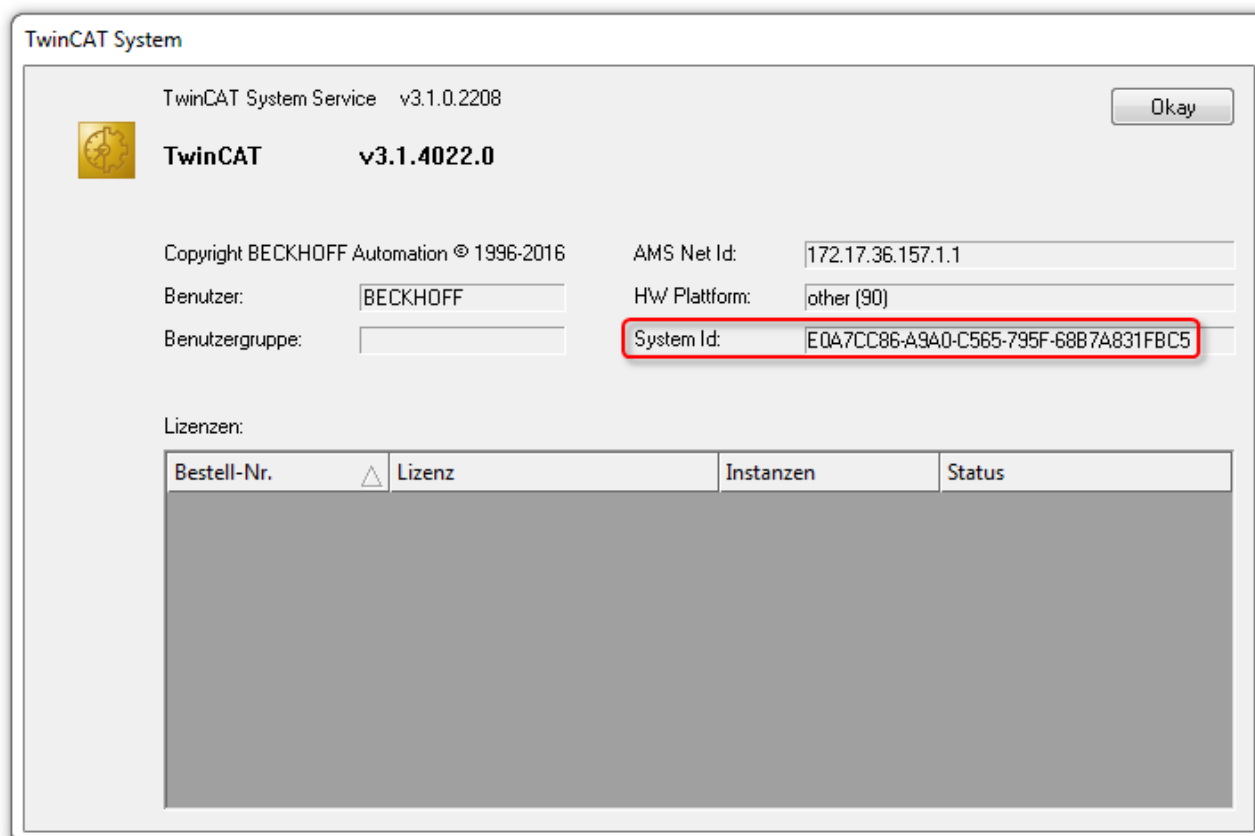 TwinCAT System
TwinCAT System Service v3.1.0.2208
Okay
TwinCAT v3.1.4022.0
Copyright BECKHOFF Automation © 1996-2016
AMS Net Id: 172.17.36.157.1.1
Benutzer: BECKHOFF
HW Plattform: other (90)
Benutzergruppe:
System Id: E0A7CC86-A9A0-C565-795F-68B7A831FBC5
Lizenzen:
Bestell-Nr. Lizenz Instanzen Status